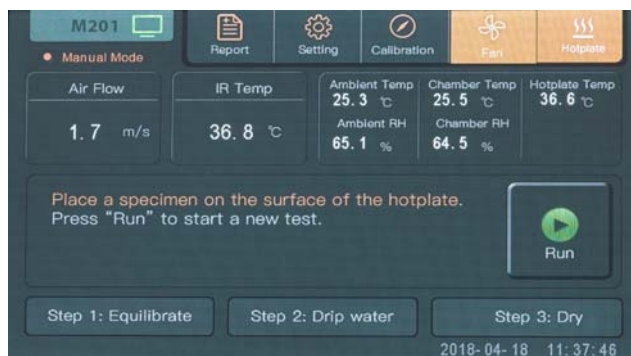 M201
Manual Mode
Report
Setting
Calibration
Fan
Hotplate
Air Flow
1.7 m/s
IR Temp
36.8 ℃
Ambient Temp
25.3 ℃
Ambient RH
65.1 %
Chamber Temp
25.5 ℃
Chamber RH
64.5 %
Hotplate Temp
36.6 ℃
Place a specimen on the surface of the hotplate.
Press “Run” to start a new test.
Run
Step 1: Equilibrate
Step 2: Drip water
Step 3: Dry
2018-04-18 11:37:46